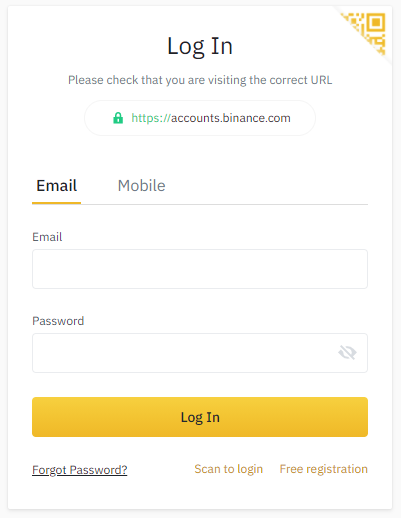 Log In
Please check that you are visiting the correct URL
https://accounts.binance.com
Email Mobile
Email
Password
Log In
Forgot Password? Scan to login Free registration